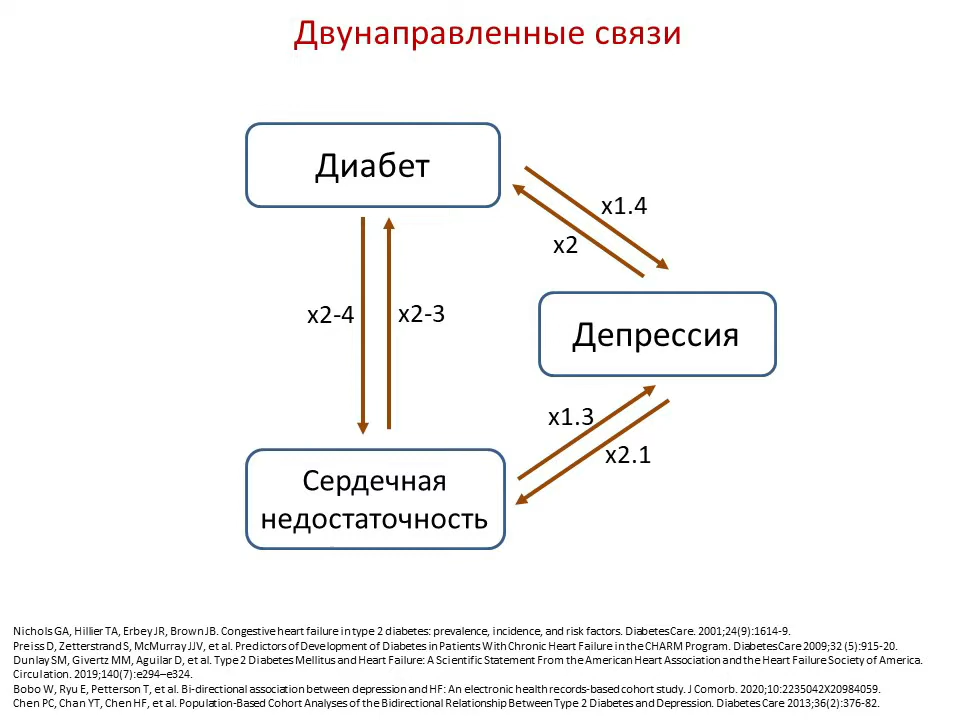 Двунаправленные связи
Диабет
x1.4
x2
x2-4
x2-3
Депрессия
x1.3
x2.1
Сердечная
недостаточность
Nichols GA, Hillier TA, Erbey JR, Brown JB. Congestive heart failure in type 2 diabetes: prevalence, incidence, and risk factors. Diabetes Care. 2001;24(9):1614-9.
Preiss D, Zetterstrand S, McMurray JJV, et al. Predictors of Development of Diabetes in Patients With Chronic Heart Failure in the CHARM Program. Diabetes Care 2009;32 (5):915-20.
Dunlay SM, Givertz MM, Aguilar D, et al. Type 2 Diabetes Mellitus and Heart Failure: A Scientific Statement From the American Heart Association and the Heart Failure Society of America.
Circulation. 2019;140(7):e294–e324.
Bobo W, Ryu E, Petterson T, et al. Bi-directional association between depression and HF: An electronic health records-based cohort study. J Comorb. 2020;10:2235042X20984059.
Chen PC, Chan YT, Chen HF, et al. Population-Based Cohort Analyses of the Bidirectional Relationship Between Type 2 Diabetes and Depression. Diabetes Care 2013;36(2):376-82.